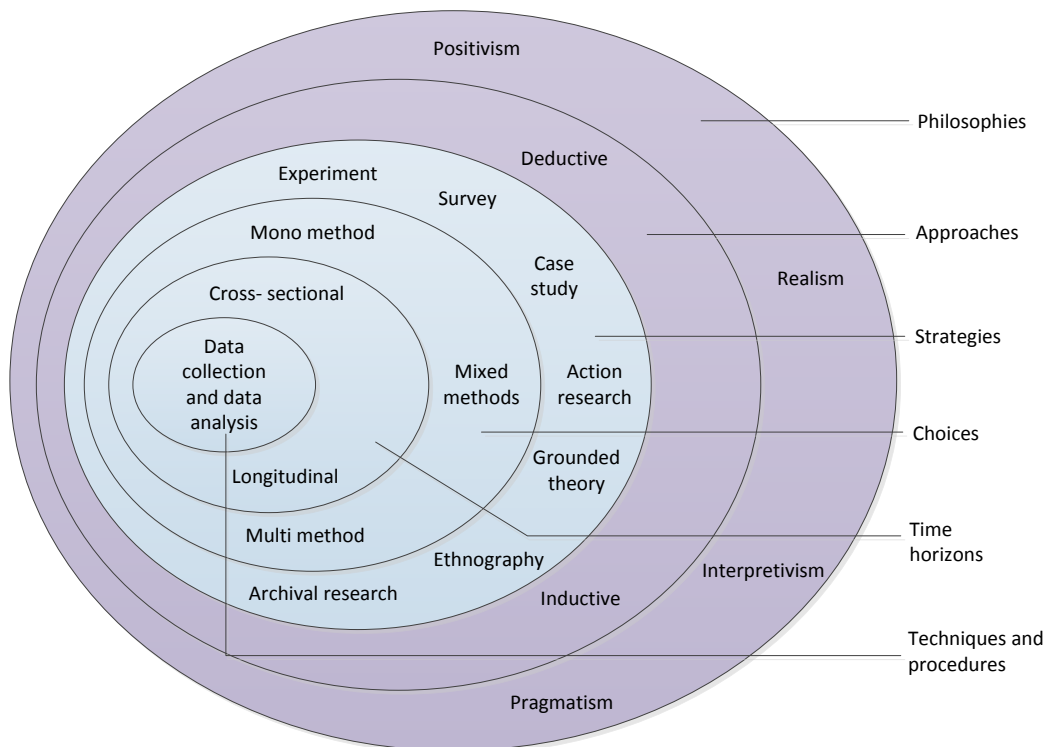 Positivism
Philosophies
Deductive
Experiment
Survey
Approaches
Mono method
Case
study
Realism
Cross- sectional
Strategies
Data
collection
and data
analysis
Mixed
methods
Action
research
Choices
Grounded
theory
Longitudinal
Multi method
Time
horizons
Ethnography
Interpretivism
Archival research
Inductive
Techniques and
procedures
Pragmatism